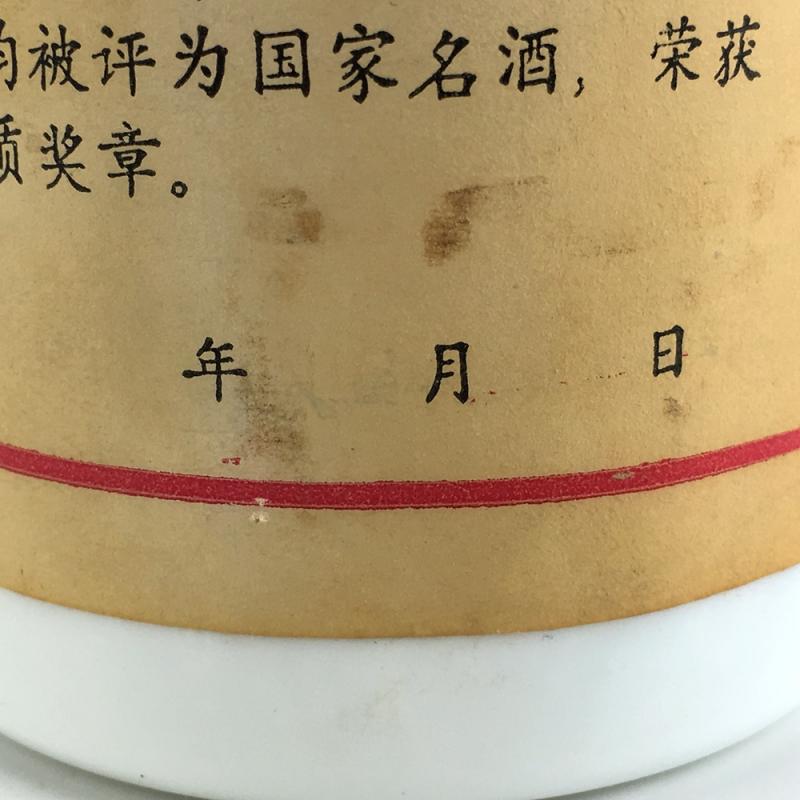 均被评为国家名酒，荣获
质奖章。
年 月 日